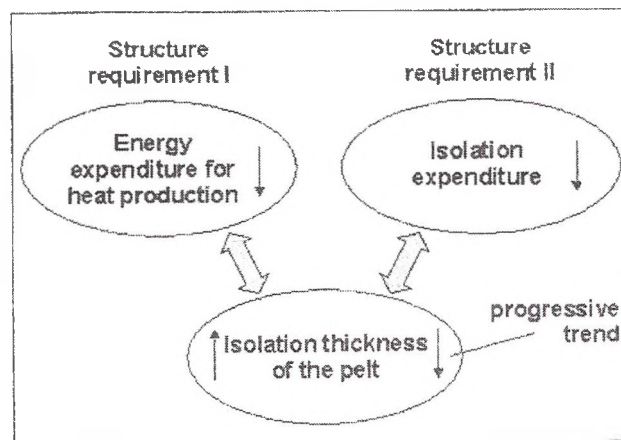 Structure
requirement I
Structure
requirement II
Energy
expenditure for
heat production
Isolation
expenditure
Isolation thickness
of the pelt
progressive
trend